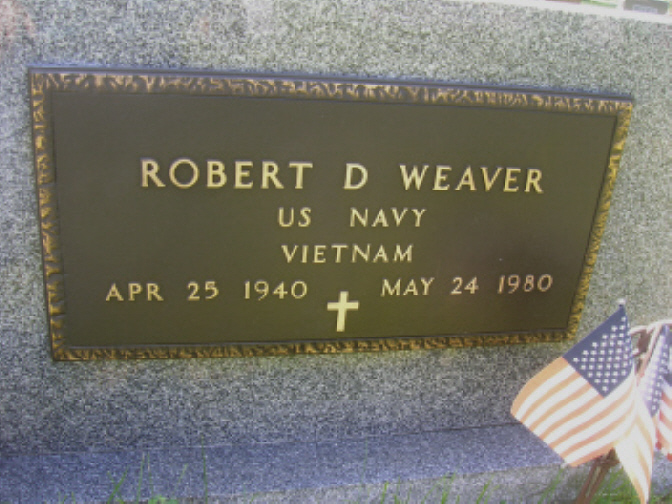 ROBERT D WEAVER
US NAVY
VIETNAM
APR 25 1940 MAY 24 1980